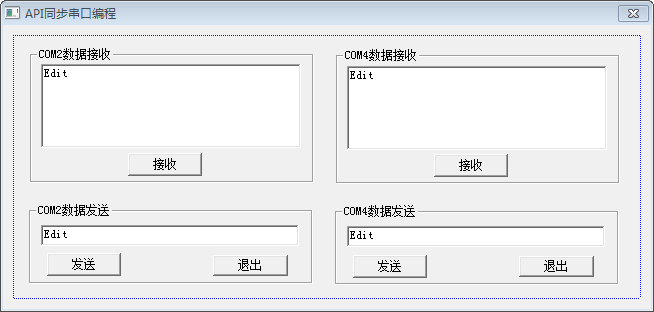 API同步串口编程
COM2数据接收
Edit
接收
COM4数据接收
Edit
接收
COM2数据发送
Edit
发送
退出
COM4数据发送
Edit
发送
退出